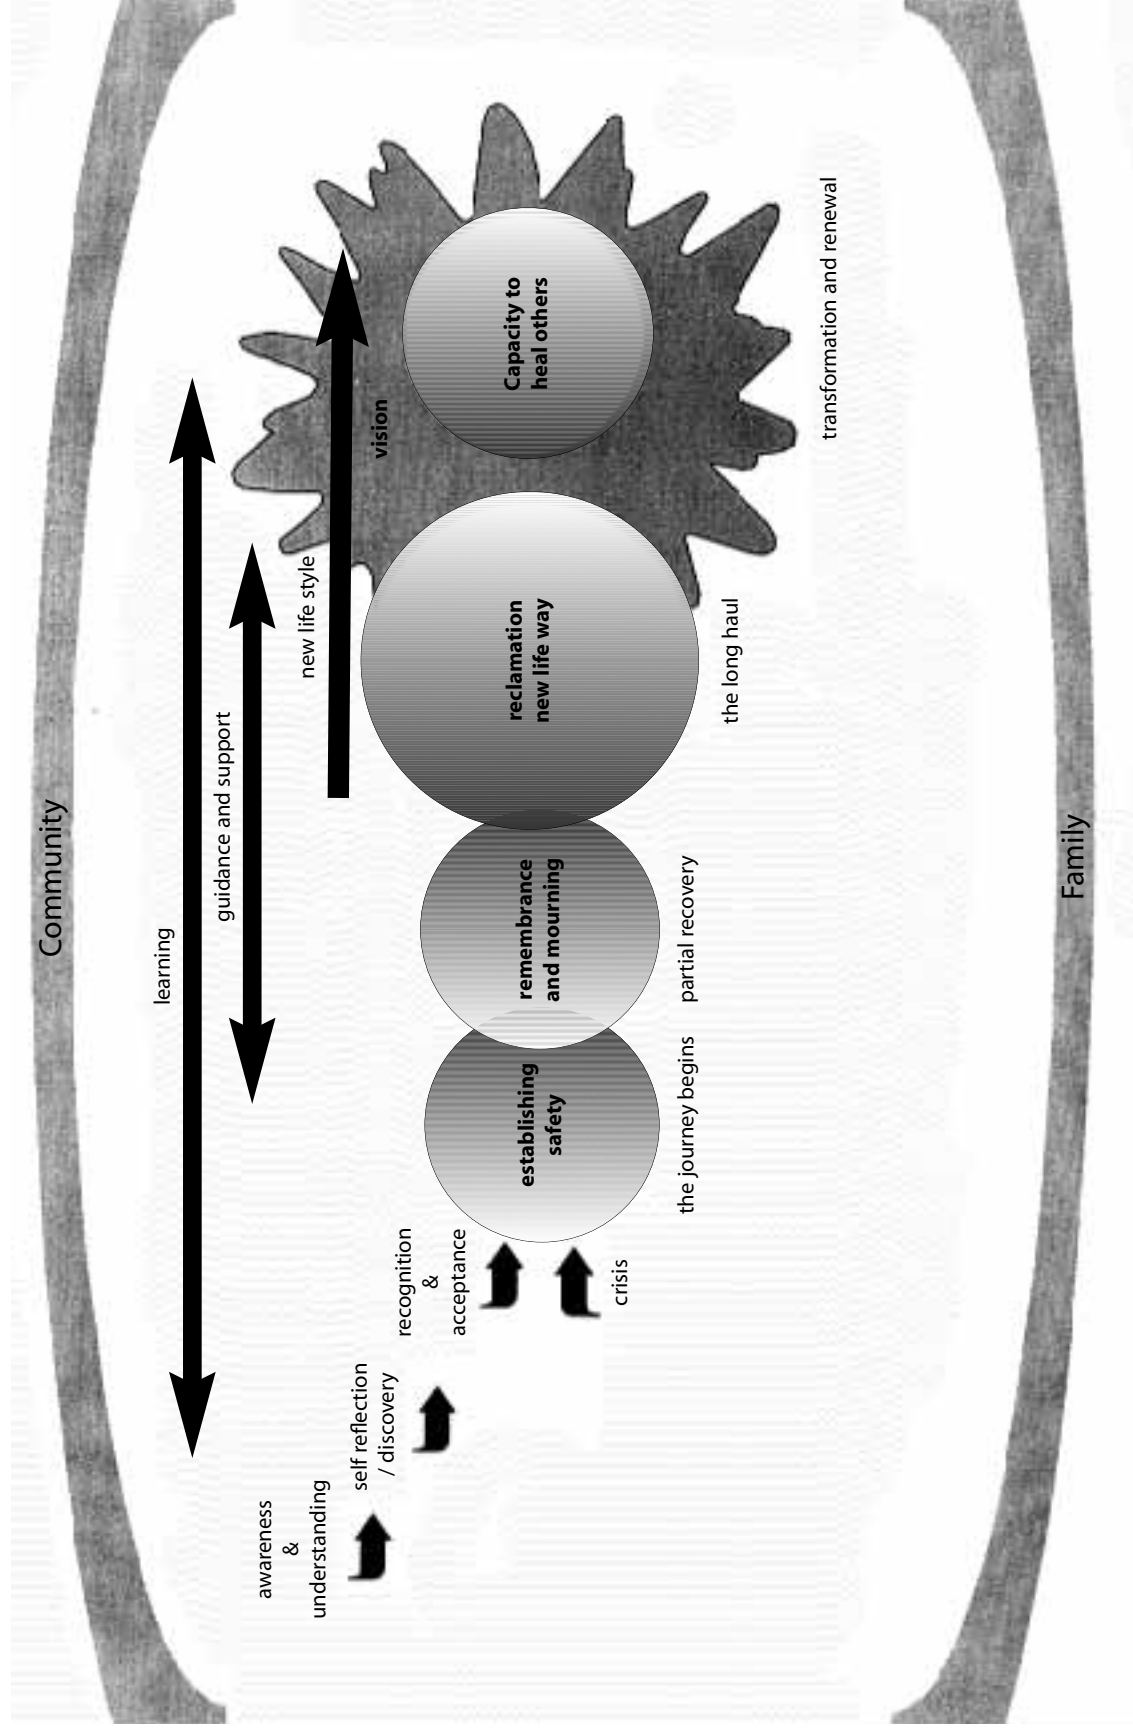 Community
learning
guidance and support
new life style
vision
awareness
&
understanding
self reflection
/ discovery
recognition
&
acceptance
crisis
establishing
safety
remembrance
and mourning
reclamation
new life way
Capacity to
heal others
the journey begins
partial recovery
the long haul
transformation and renewal
Family